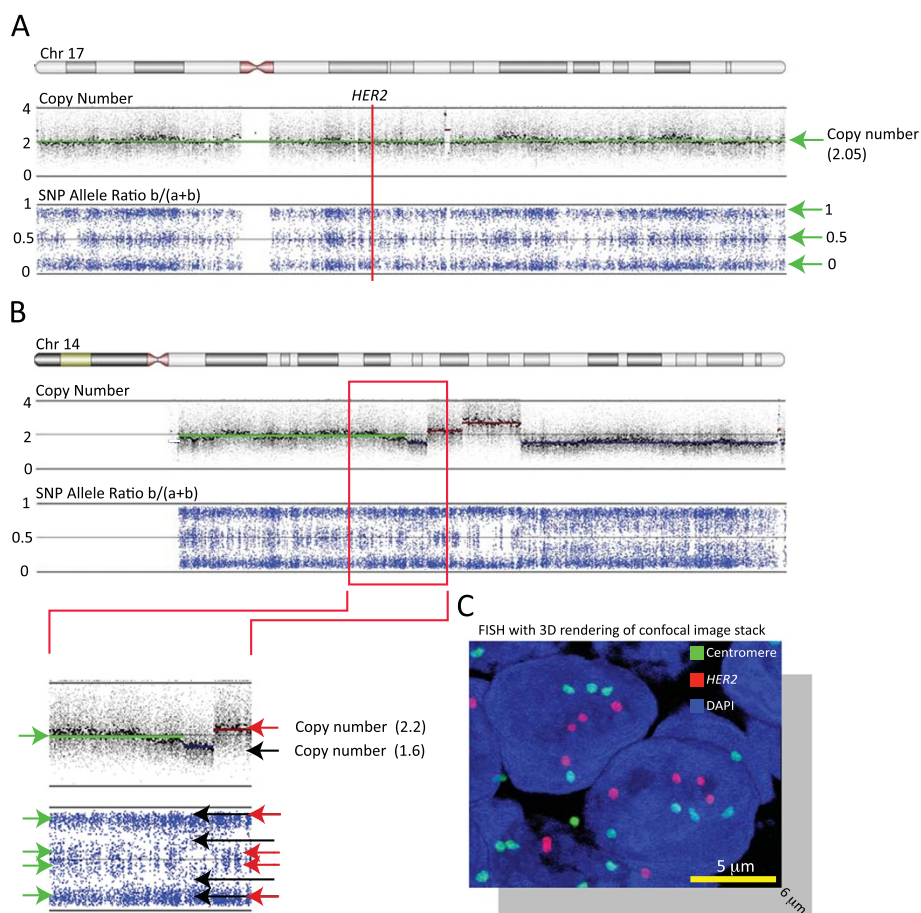 A
Chr 17
Copy Number
HER2
4
2
0
Copy number
(2.05)
SNP Allele Ratio b/(a+b)
1
0.5
0
1
0.5
0
B
Chr 14
Copy Number
4
2
0
SNP Allele Ratio b/(a+b)
1
0.5
0
Copy number (2.2)
Copy number (1.6)
C
FISH with 3D rendering of confocal image stack
Centromere
HER2
DAPI
5 μm
6 μm